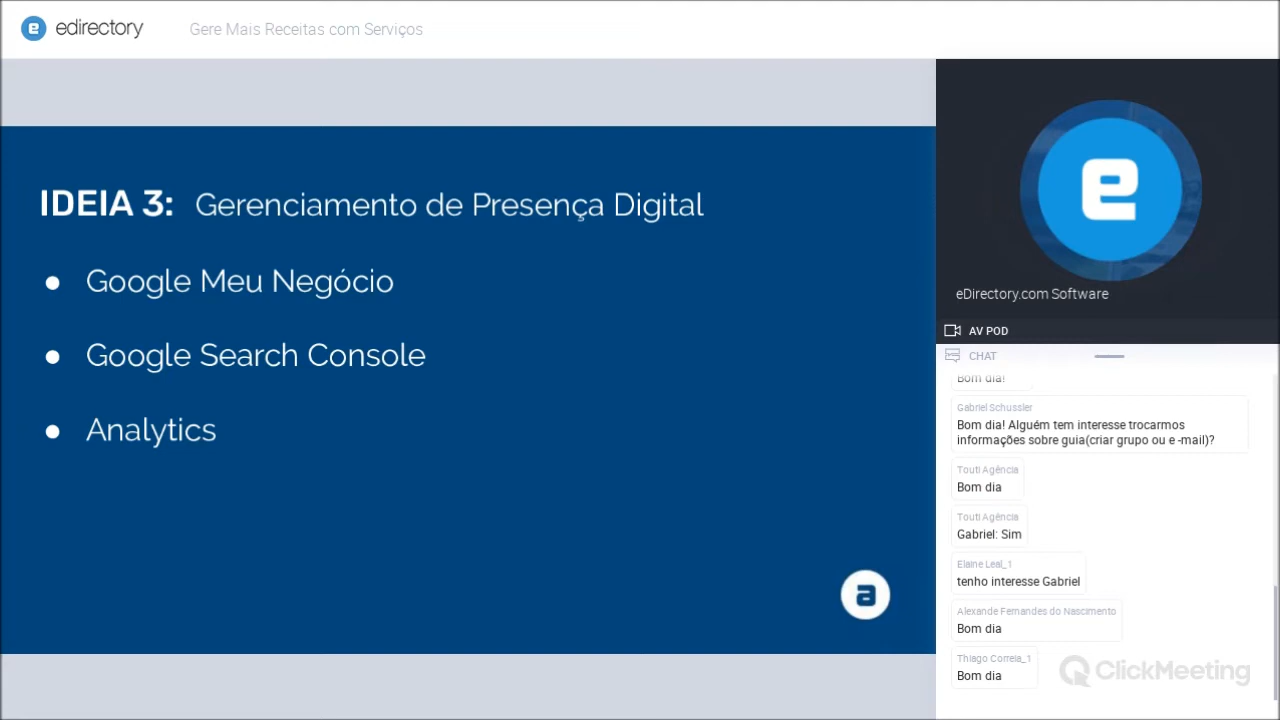 e edirectory
Gere Mais Receitas com Serviços
IDEIA 3: Gerenciamento de Presença Digital
● Google Meu Negócio
● Google Search Console
● Analytics
a
e
eDirectory.com Software
AV POD
CHAT
Bom dia!
Gabriel Schussler
Bom dia! Alguém tem interesse trocarmos
informações sobre guia(criar grupo ou e -mail)?
Touti Agência
Bom dia
Touti Agência
Gabriel: Sim
Elaine Leal_1
tenho interesse Gabriel
Alexande Fernandes do Nascimento
Bom dia
Thiago Correia_1
Bom dia
ClickMeeting